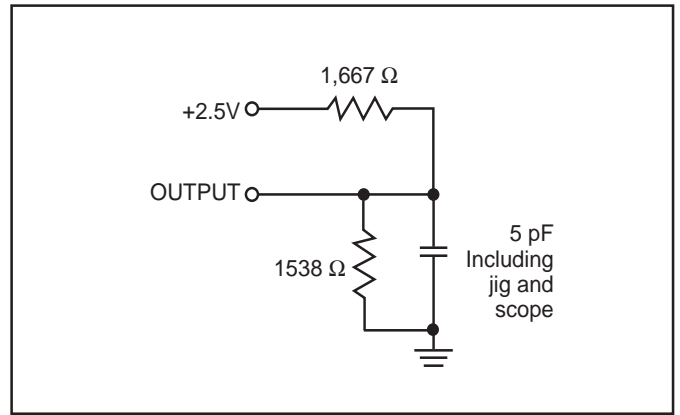 1,667 Ω
+2.5V
OUTPUT
1538 Ω
5 pF
Including
jig and
scope